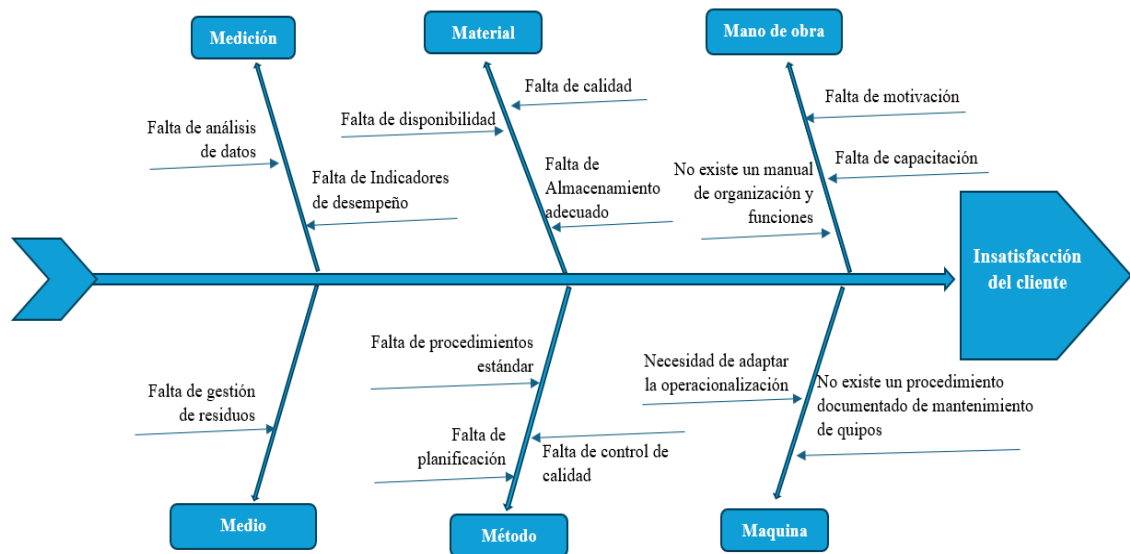 Medición
Material
Mano de obra
Falta de calidad
Falta de motivación
Falta de disponibilidad
Falta de análisis
de datos
Falta de capacitación
Falta de Indicadores
de desempeño
Falta de
Almacenamiento
adecuado
No existe un manual
de organización y
funciones
Insatisfacción
del cliente
Falta de procedimientos
estándar
Necesidad de adaptar
la operacionalización
No existe un procedimiento
documentado de mantenimiento
de quipos
Falta de gestión
de residuos
Falta de
planificación
Falta de control de
calidad
Medio
Método
Maquina